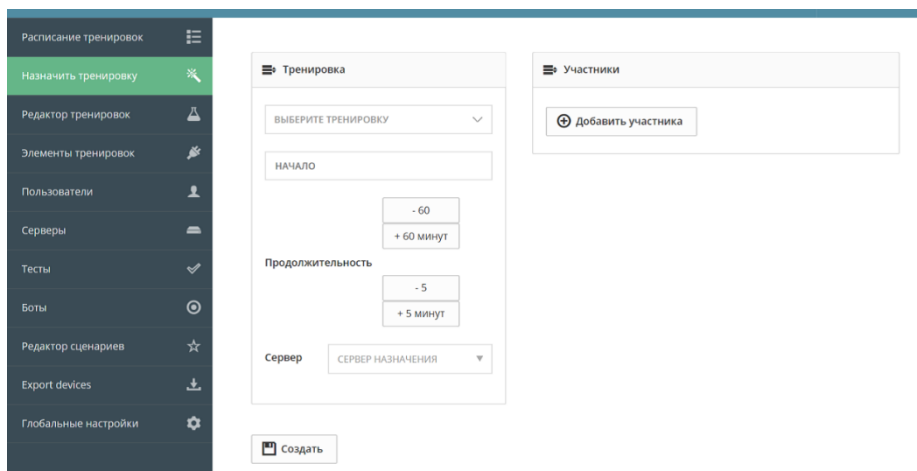 Расписание тренировок
Назначить тренировку
Редактор тренировок
Элементы тренировок
Пользователи
Серверы
Тесты
Боты
Редактор сценариев
Export devices
Глобальные настройки
Тренировка
ВЫБЕРИТЕ ТРЕНИРОВКУ
НАЧАЛО
- 60
+ 60 минут
Продолжительность
- 5
+ 5 минут
Сервер
СЕРВЕР НАЗНАЧЕНИЯ
Создать
Участники
Добавить участника